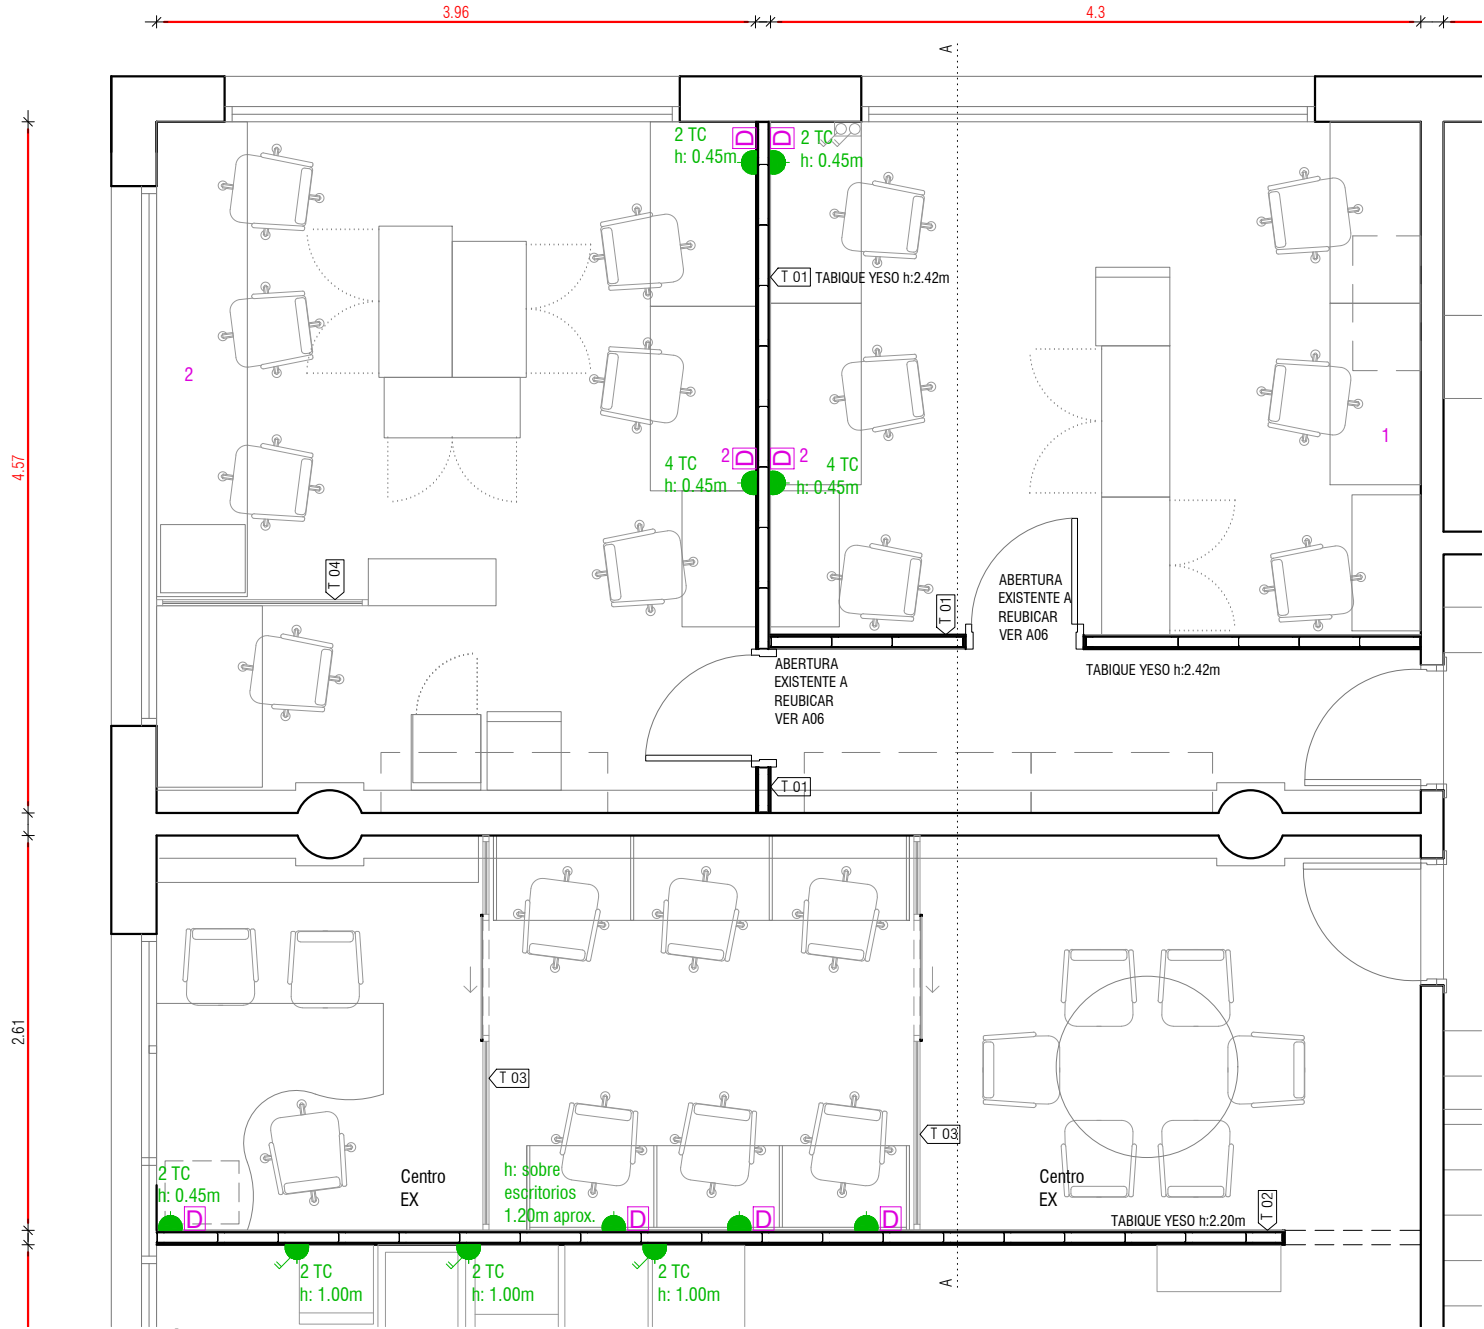 3.96
4.3
A
2 TC
h: 0.45m
D
D
2 TC
h: 0.45m
T 01
TABIQUE YESO h:2.42m
2
1
4.57
4 TC
h: 0.45m
2
D
D
2
4 TC
h: 0.45m
T 04
T 01
ABERTURA
EXISTENTE A
REUBICAR
VER A06
ABERTURA
EXISTENTE A
REUBICAR
VER A06
TABIQUE YESO h:2.42m
T 01
2.61
T 03
T 03
2 TC
h: 0.45m
D
Centro
EX
h: sobre
escritorios
1.20m aprox.
D
D
D
Centro
EX
TABIQUE YESO h:2.20m
T 02
2 TC
h: 1.00m
2 TC
h: 1.00m
2 TC
h: 1.00m
A